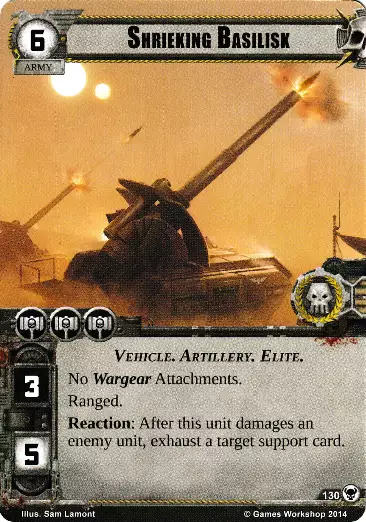 6
SHRIEKING BASILISK
ARMY
VEHICLE. ARTILLERY. ELITE.
3
No Wargear Attachments.
Ranged.
Reaction: After this unit damages an
enemy unit, exhaust a target support card.
5
130
Illus. Sam Lamont
© Games Workshop 2014